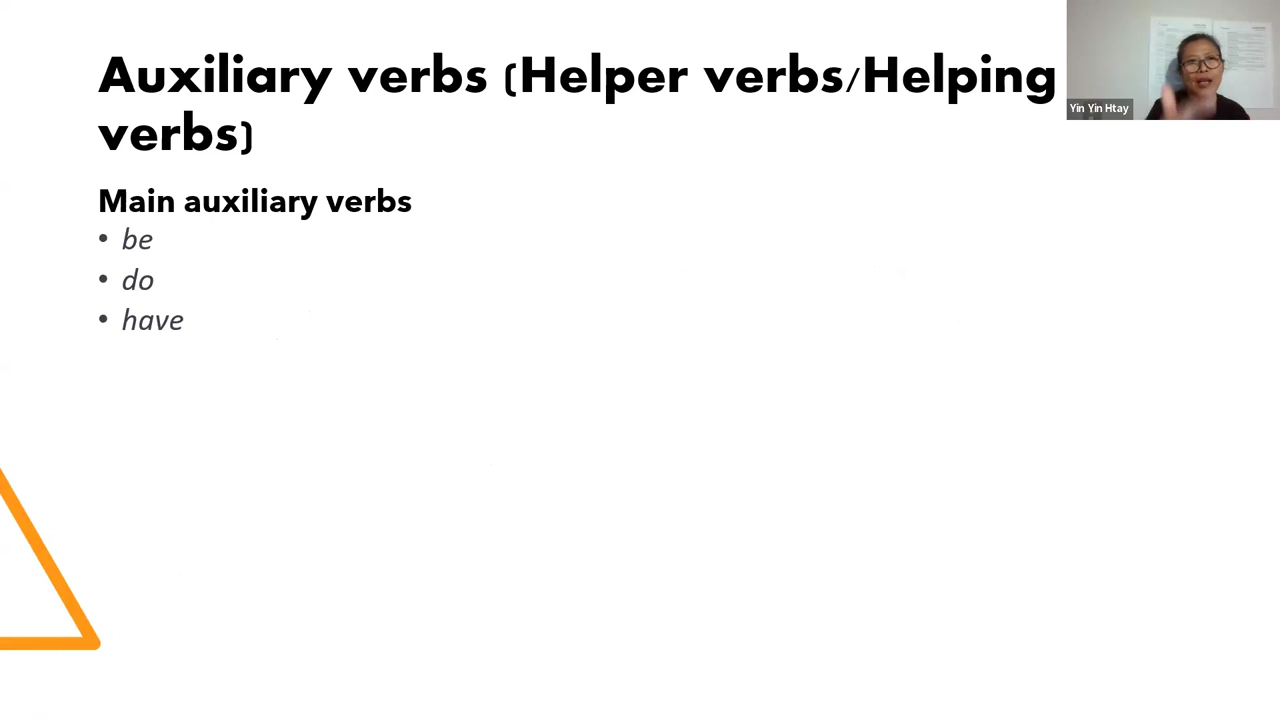 Auxiliary verbs (Helper verbs/Helping
verbs)
Main auxiliary verbs
• be
• do
• have
Yin Yin Htay